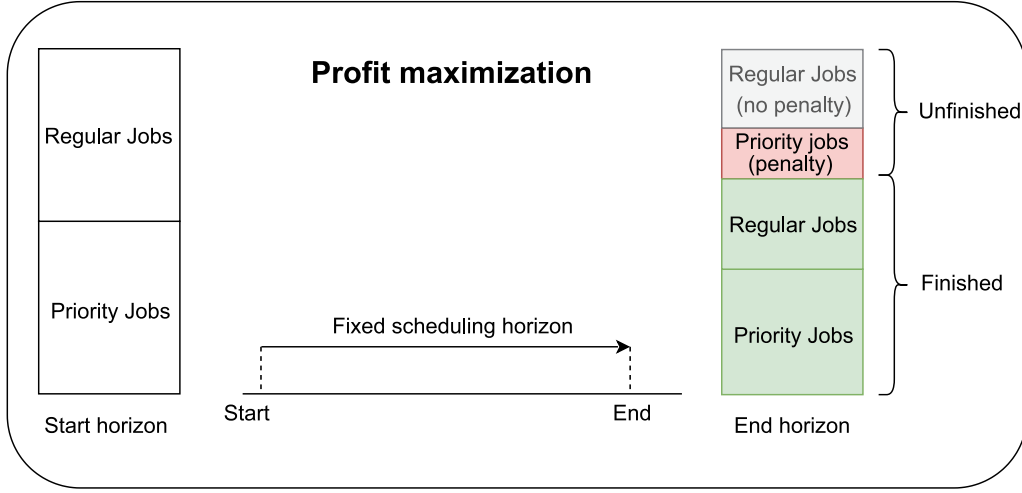 Profit maximization
Regular Jobs
Priority Jobs
Start horizon
Fixed scheduling horizon
Start
End
Regular Jobs
(no penalty)
Priority jobs
(penalty)
Regular Jobs
Priority Jobs
End horizon
Unfinished
Finished